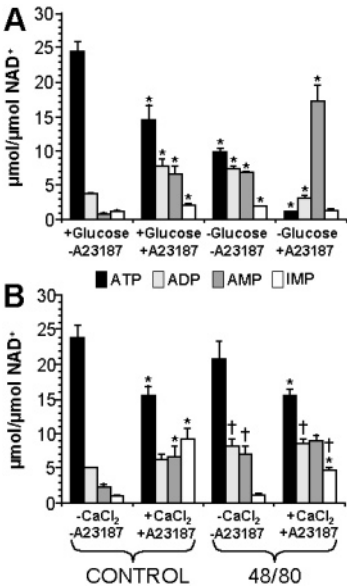 A
µmol/µmol NAD⁺
30
25
20
15
10
5
0
* * * * * * * * * *
+Glucose +Glucose -Glucose -Glucose
-A23187 +A23187 -A23187 +A23187
ATP ADP AMP IMP
B
µmol/µmol NAD⁺
30
25
20
15
10
5
0
* * * † † * † † *
-CaCl₂ +CaCl₂ -CaCl₂ +CaCl₂
-A23187 +A23187 -A23187 +A23187
CONTROL 48/80